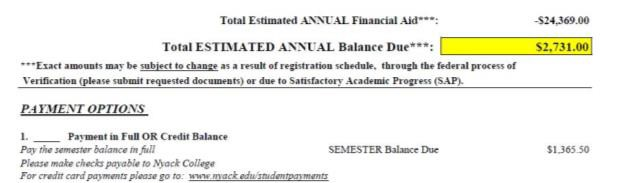 Total Estimated ANNUAL Financial Aid***: -$24,369.00
Total ESTIMATED ANNUAL Balance Due***: $2,731.00
***Exact amounts may be subject to change as a result of registration schedule, through the federal process of
Verification (please submit requested documents) or due to Satisfactory Academic Progress (SAP).
PAYMENT OPTIONS
1. _____ Payment in Full OR Credit Balance
Pay the semester balance in full SEMESTER Balance Due $1,365.50
Please make checks payable to Nyack College
For credit card payments please go to: www.nyack.edu/studentpayments